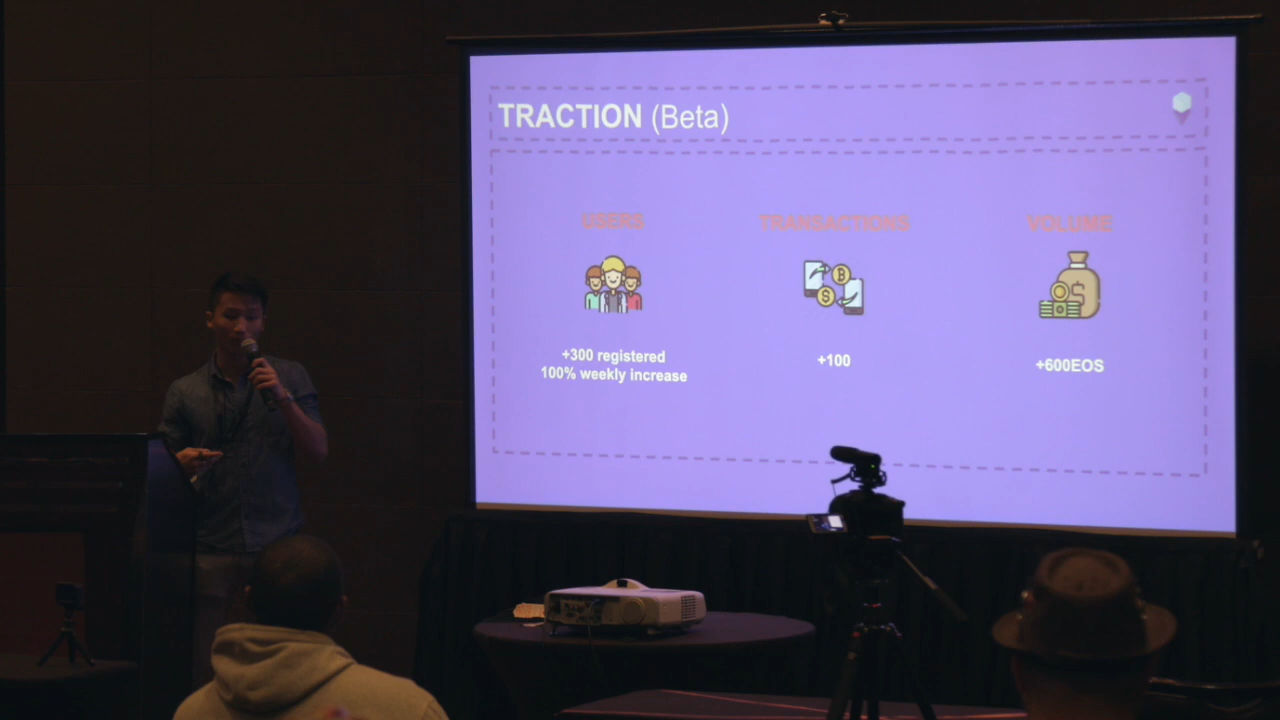 TRACTION (Beta)
USERS
TRANSACTIONS
VOLUME
+300 registered
100% weekly increase
+100
+600EOS